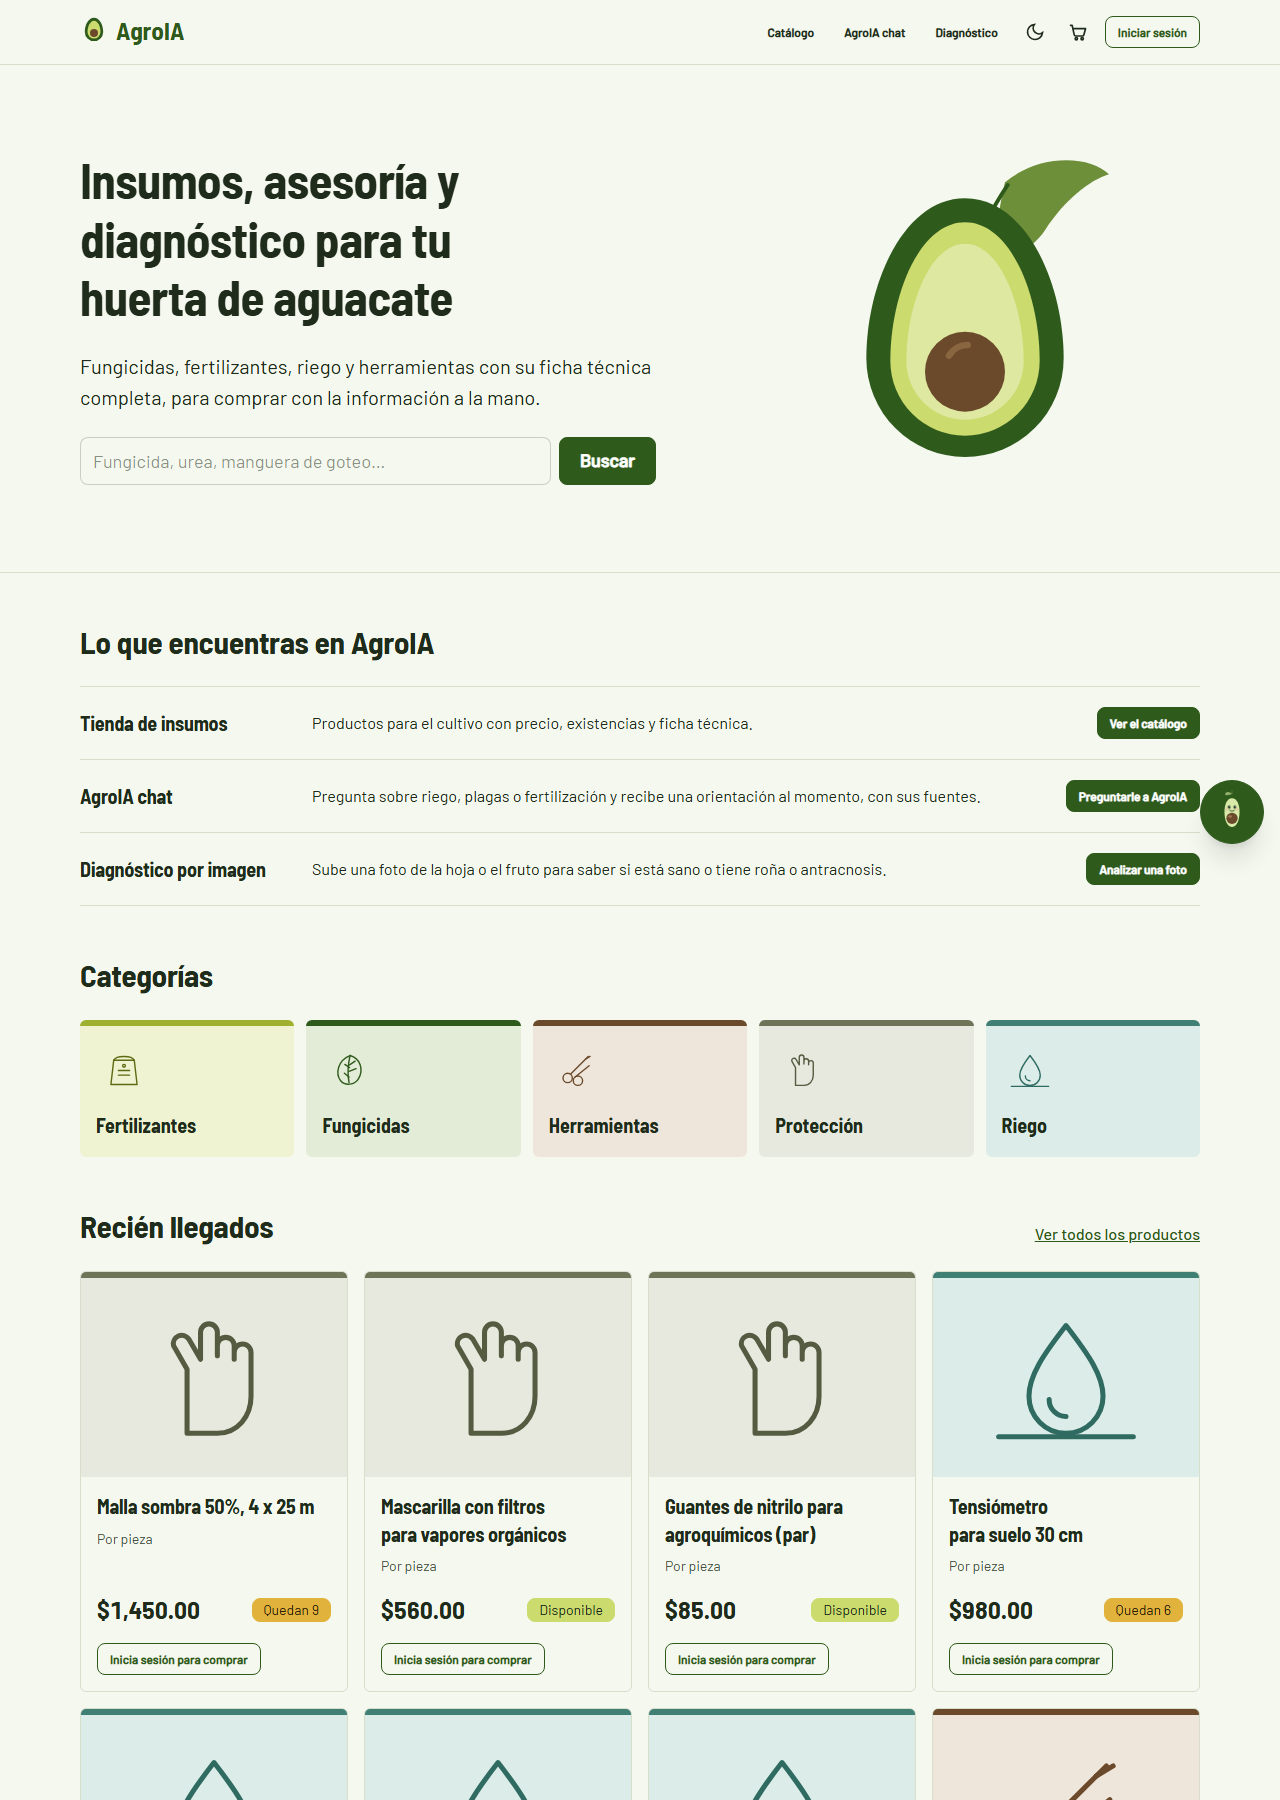 AgroIA
Catálogo
AgroIA chat
Diagnóstico
Iniciar sesión
Insumos, asesoría y
diagnóstico para tu
huerta de aguacate
Fungicidas, fertilizantes, riego y herramientas con su ficha técnica
completa, para comprar con la información a la mano.
Fungicida, urea, manguera de goteo...
Buscar
Lo que encuentras en AgroIA
Tienda de insumos
Productos para el cultivo con precio, existencias y ficha técnica.
Ver el catálogo
AgroIA chat
Pregunta sobre riego, plagas o fertilización y recibe una orientación al momento, con sus fuentes.
Preguntarle a AgroIA
Diagnóstico por imagen
Sube una foto de la hoja o el fruto para saber si está sano o tiene roña o antracnosis.
Analizar una foto
Categorías
Fertilizantes
Fungicidas
Herramientas
Protección
Riego
Recién llegados
Ver todos los productos
Malla sombra 50%, 4 x 25 m
Por pieza
$1,450.00
Quedan 9
Inicia sesión para comprar
Mascarilla con filtros
para vapores orgánicos
Por pieza
$560.00
Disponible
Inicia sesión para comprar
Guantes de nitrilo para
agroquímicos (par)
Por pieza
$85.00
Disponible
Inicia sesión para comprar
Tensiómetro
para suelo 30 cm
Por pieza
$980.00
Quedan 6
Inicia sesión para comprar